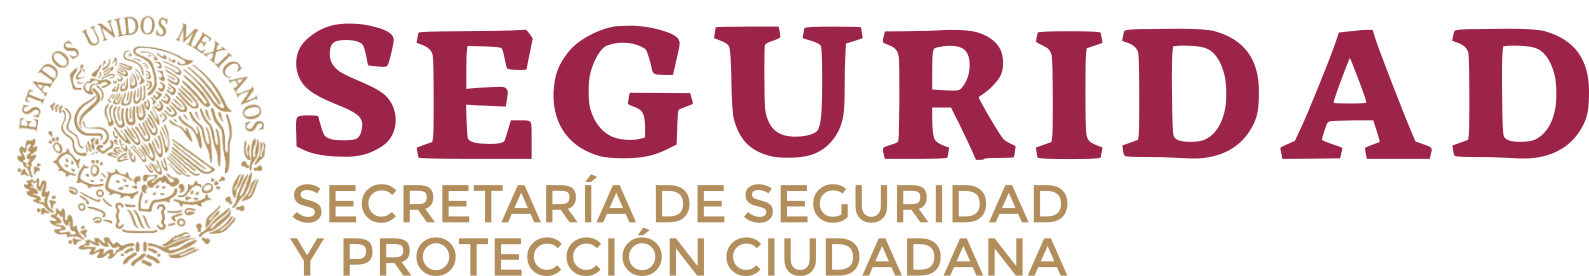 ESTADOS UNIDOS MEXICANOS
SEGURIDAD
SECRETARÍA DE SEGURIDAD
Y PROTECCIÓN CIUDADANA